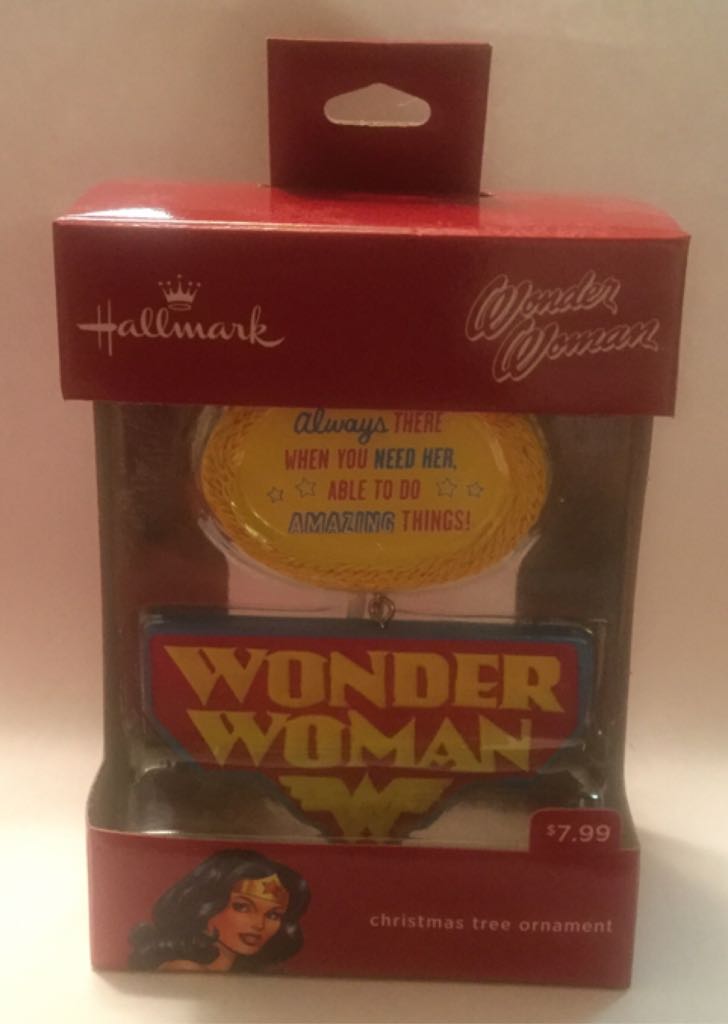 Hallmark
Wonder
Woman
Always THERE
WHEN YOU NEED HER,
ABLE TO DO
AMAZING THINGS!
WONDER
WOMAN
W
$7.99
christmas tree ornament